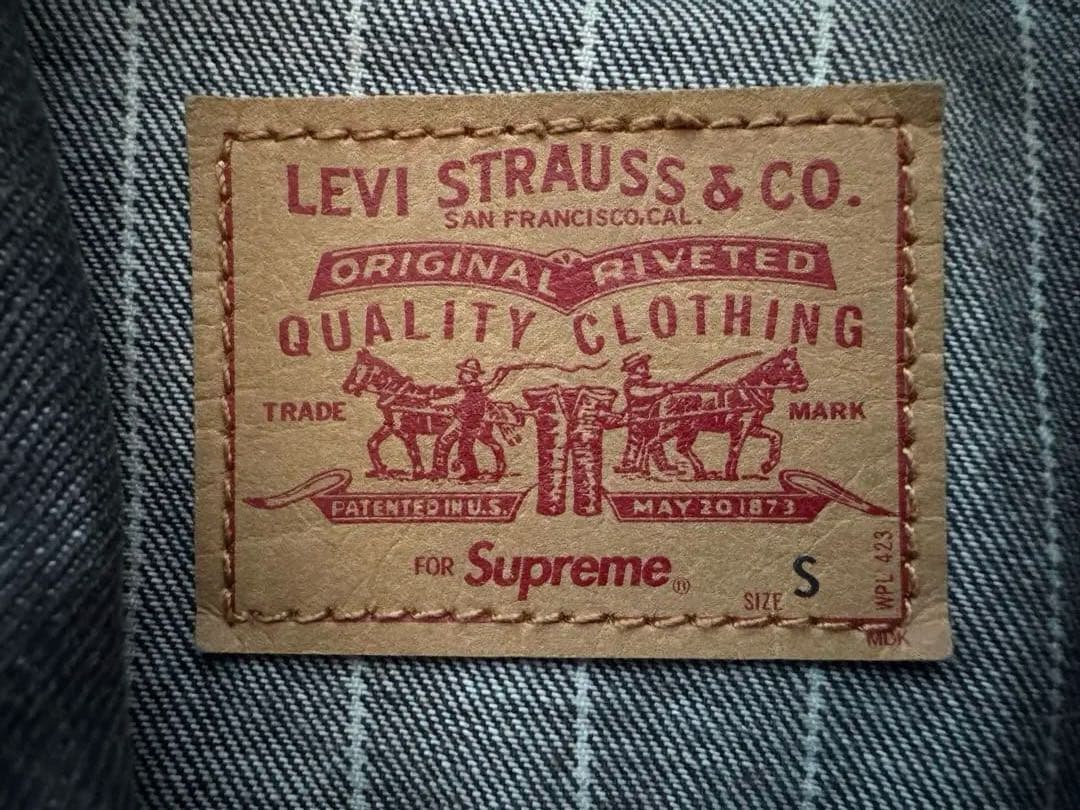 LEVI STRAUSS & CO.
SAN FRANCISCO, CAL.
ORIGINAL RIVETED
QUALITY CLOTHING
TRADE MARK
PATENTED IN U.S. MAY 20 1873
FOR Supreme®
SIZE S
WPL 423
MDK